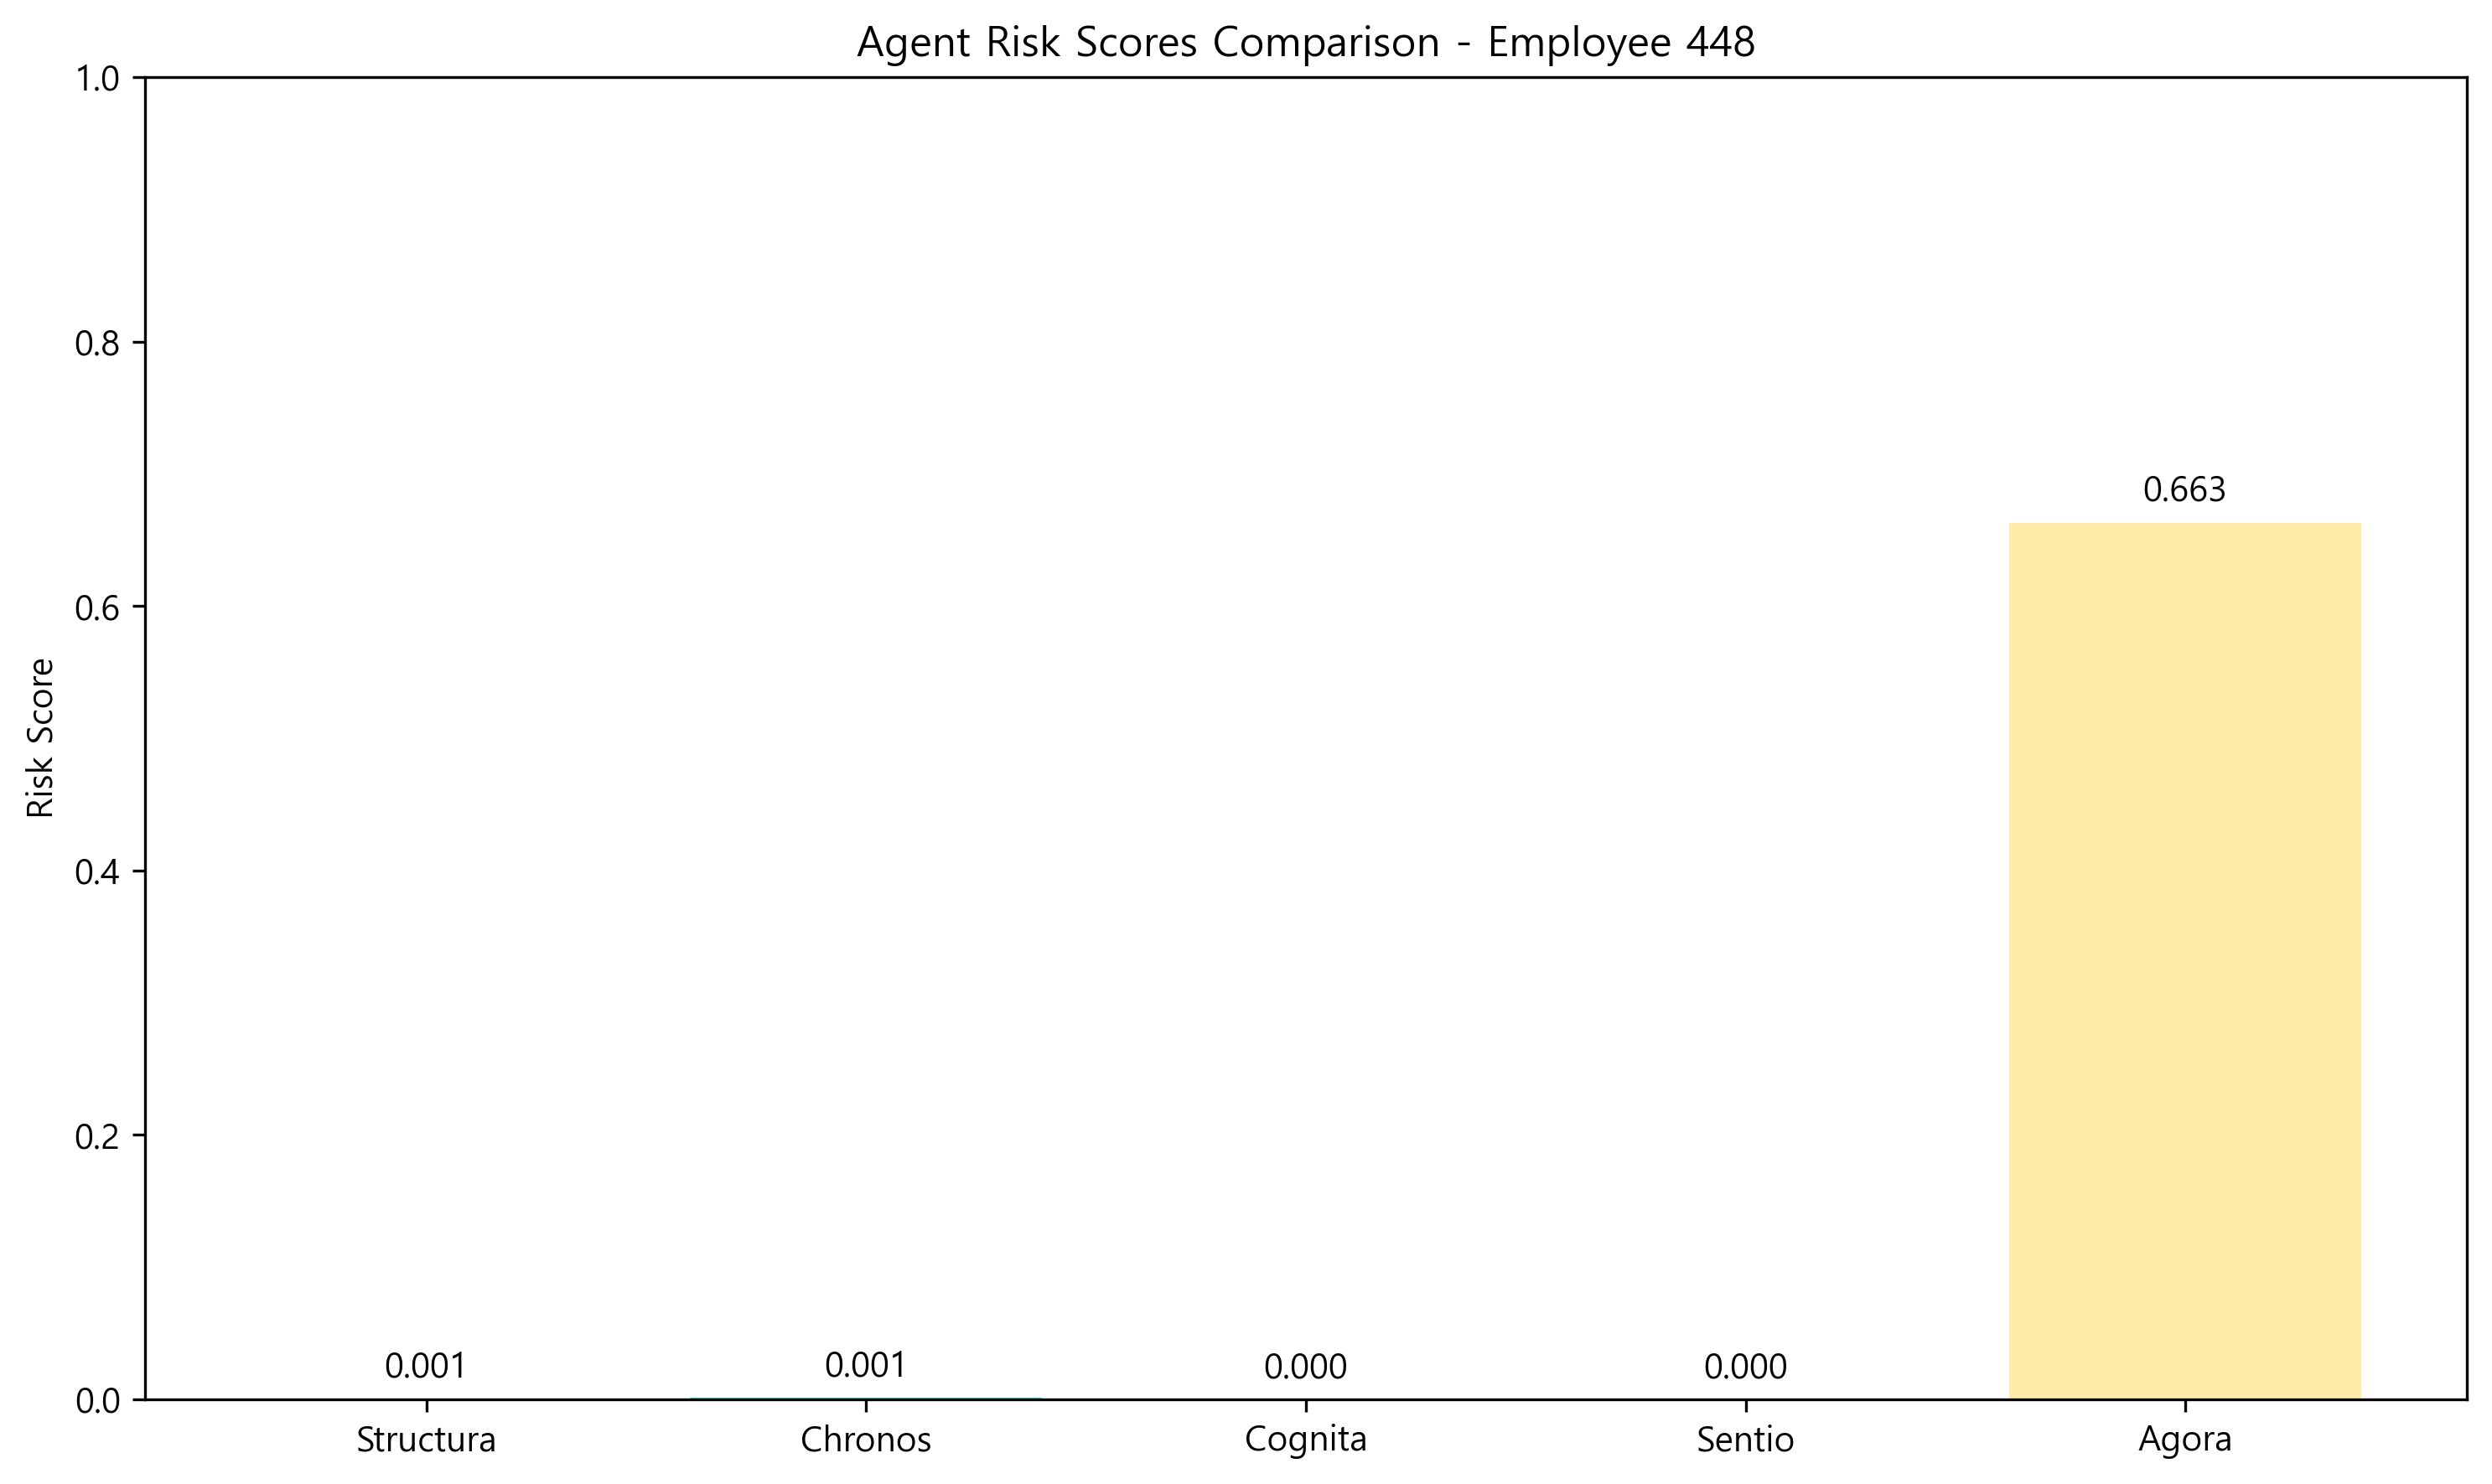 Agent Risk Scores Comparison - Employee 448
1.0
0.8
0.6
0.4
0.2
0.0
Risk Score
0.001
0.001
0.000
0.000
0.663
Structura
Chronos
Cognita
Sentio
Agora